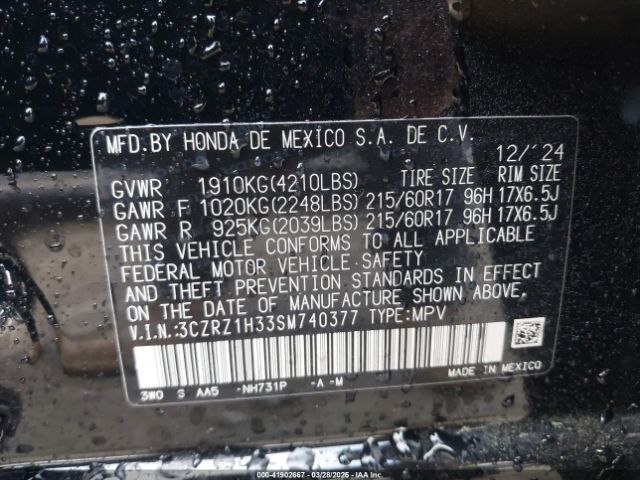 MFD.BY HONDA DE MEXICO S.A. DE C.V.
12/'24
GVWR 1910KG(4210LBS) TIRE SIZE RIM SIZE
GAWR F 1020KG(2248LBS) 215/60R17 96H 17X6.5J
GAWR R 925KG(2039LBS) 215/60R17 96H 17X6.5J
THIS VEHICLE CONFORMS TO ALL APPLICABLE
FEDERAL MOTOR VEHICLE SAFETY
AND THEFT PREVENTION STANDARDS IN EFFECT
ON THE DATE OF MANUFACTURE SHOWN ABOVE.
V.I.N.:3CZRZ1H33SM740377 TYPE:MPV
3W0 S AA5 -NH731P -A-M MADE IN MEXICO
000-41902667 - 03/28/2025 - IAA Inc